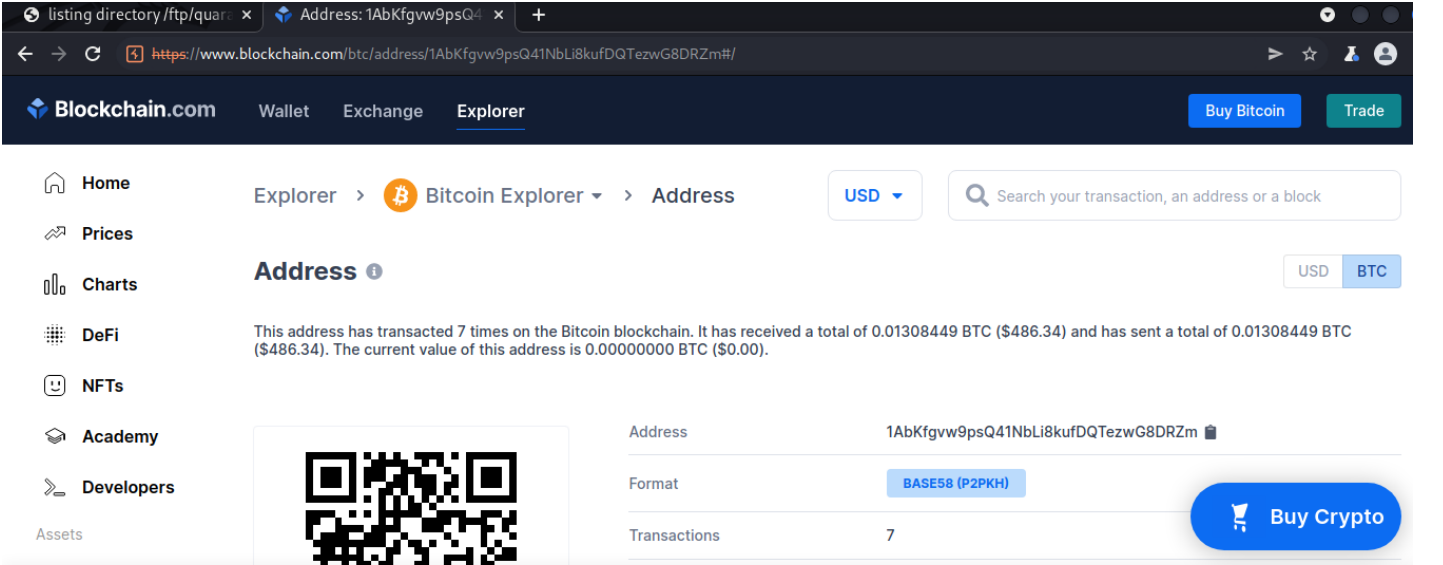 listing directory /ftp/quara
Address: 1AbKfgvw9psQ4
https://www.blockchain.com/btc/address/1AbKfgvw9psQ41NbLi8kufDQTezwG8DRZm#/
Blockchain.com Wallet Exchange Explorer Buy Bitcoin Trade
Home
Prices
Charts
DeFi
NFTs
Academy
Developers
Assets
Explorer > Bitcoin Explorer > Address
USD
Search your transaction, an address or a block
Address
USD BTC
This address has transacted 7 times on the Bitcoin blockchain. It has received a total of 0.01308449 BTC ($486.34) and has sent a total of 0.01308449 BTC
($486.34). The current value of this address is 0.00000000 BTC ($0.00).
Address 1AbKfgvw9psQ41NbLi8kufDQTezwG8DRZm
Format BASE58 (P2PKH)
Transactions 7
Buy Crypto